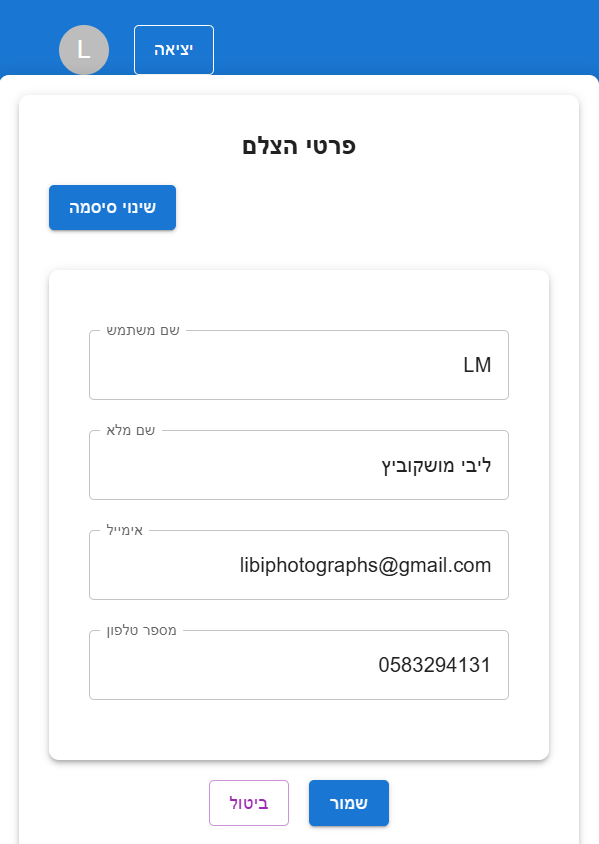 יציאה
L
פרטי הצלם
שינוי סיסמה
שם משתמש
LM
שם מלא
ליבי מושקוביץ
אימייל
libiphotographs@gmail.com
מספר טלפון
0583294131
שמור
ביטול